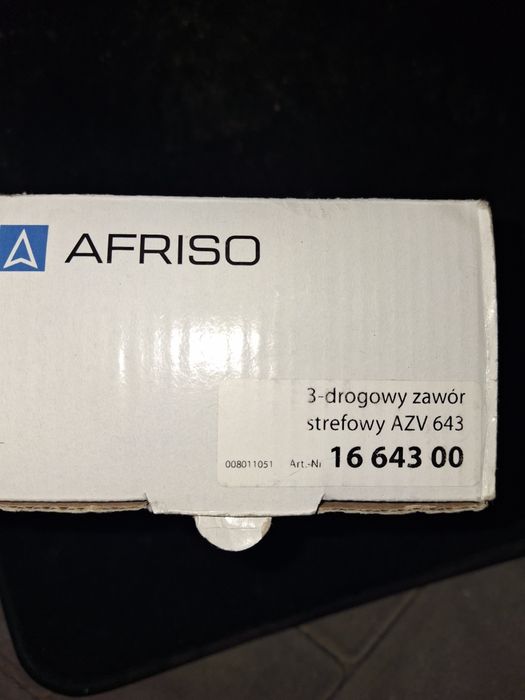 AFRISO
3-drogowy zawór
strefowy AZV 643
008011051 Art.-Nr 16 643 00